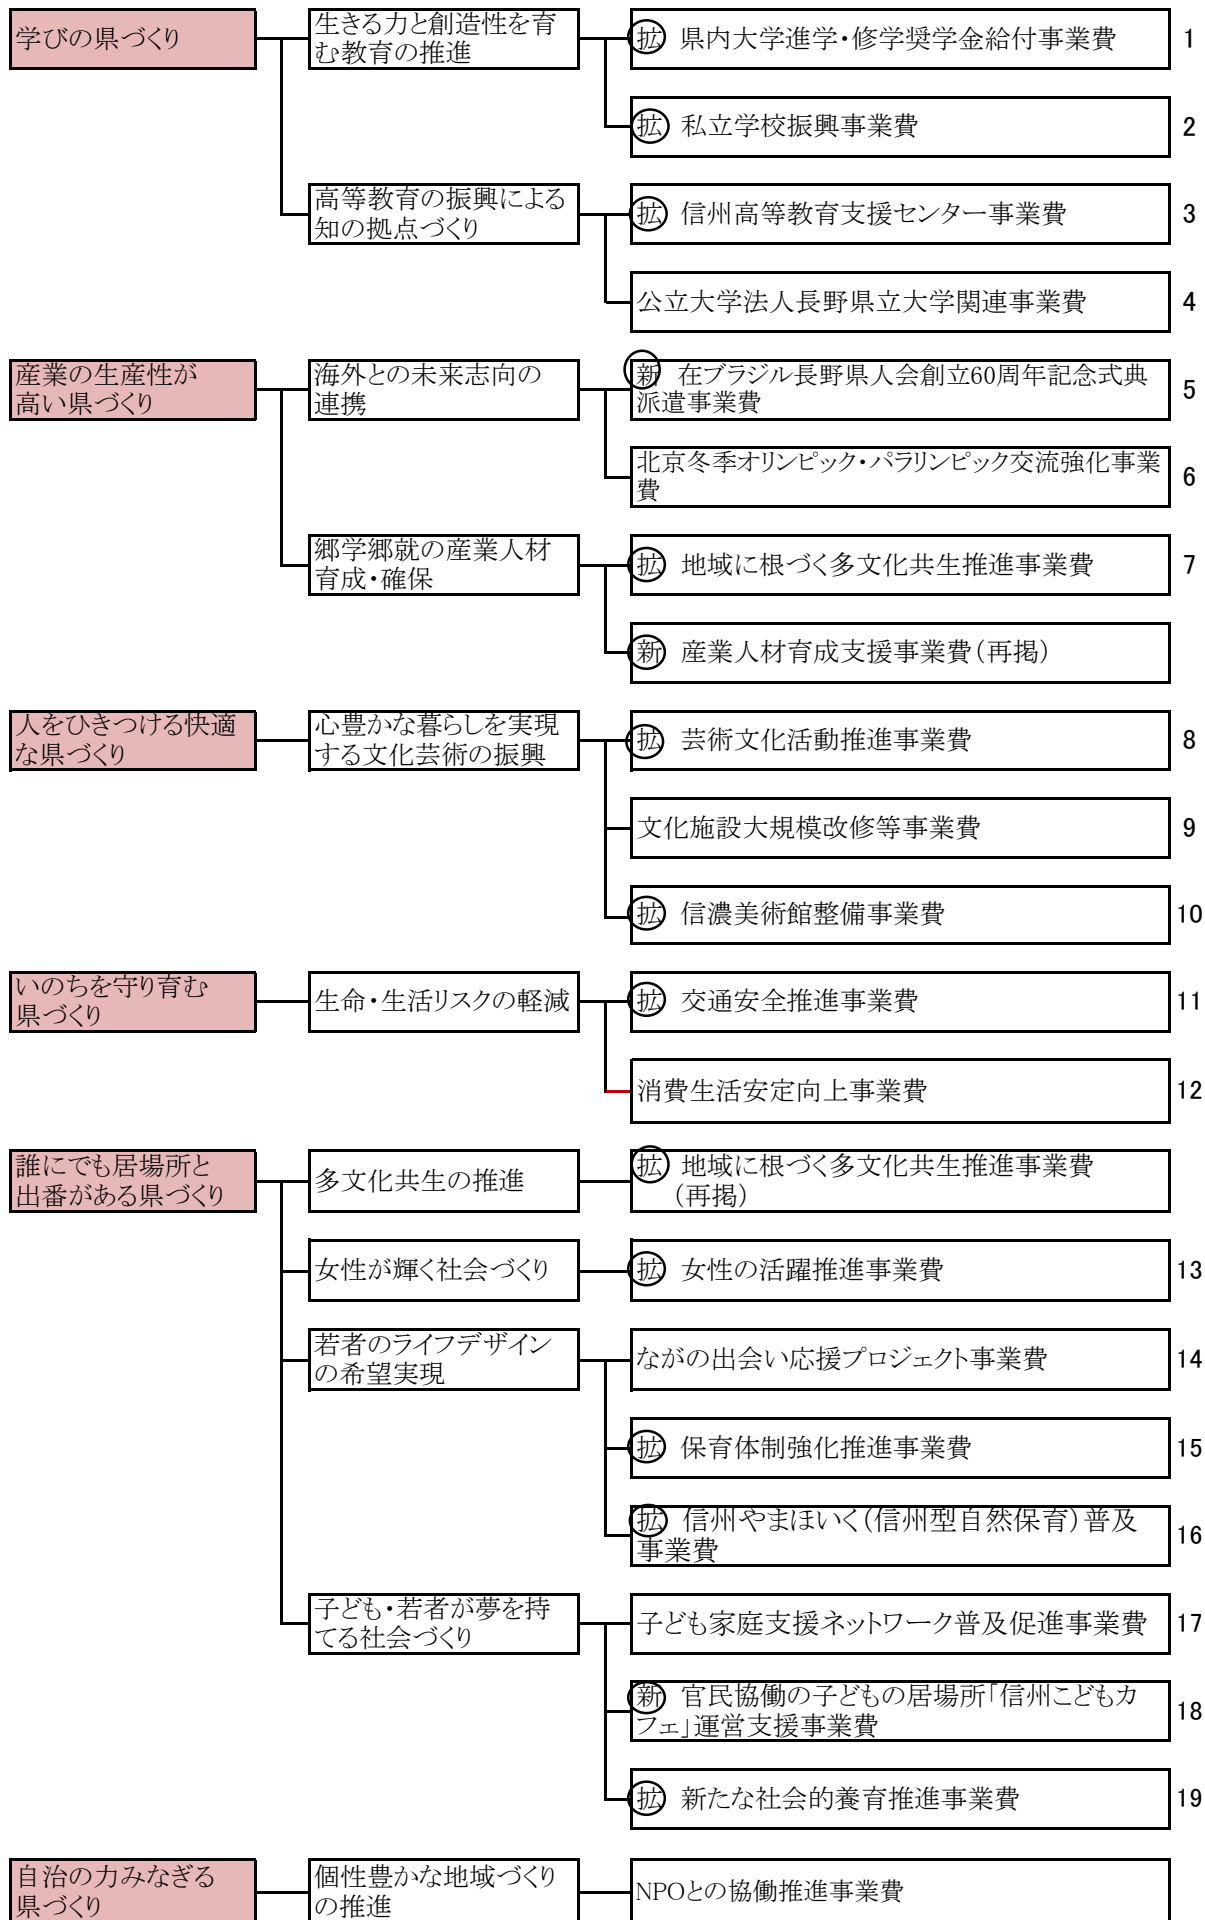 学びの県づくり
生きる力と創造性を育
む教育の推進
拡 県内大学進学・修学奨学金給付事業費 1
拡 私立学校振興事業費 2
高等教育の振興による
知の拠点づくり
拡 信州高等教育支援センター事業費 3
公立大学法人長野県立大学関連事業費 4
産業の生産性が
高い県づくり
海外との未来志向の
連携
新 在ブラジル長野県人会創立60周年記念式典
派遣事業費 5
北京冬季オリンピック・パラリンピック交流強化事業
費 6
郷学郷就の産業人材
育成・確保
拡 地域に根づく多文化共生推進事業費 7
新 産業人材育成支援事業費(再掲)
人をひきつける快適
な県づくり
心豊かな暮らしを実現
する文化芸術の振興
拡 芸術文化活動推進事業費 8
文化施設大規模改修等事業費 9
拡 信濃美術館整備事業費 10
いのちを守り育む
県づくり
生命・生活リスクの軽減
拡 交通安全推進事業費 11
消費生活安定向上事業費 12
誰にでも居場所と
出番がある県づくり
多文化共生の推進
拡 地域に根づく多文化共生推進事業費
(再掲)
女性が輝く社会づくり
拡 女性の活躍推進事業費 13
若者のライフデザイン
の希望実現
ながの出会い応援プロジェクト事業費 14
拡 保育体制強化推進事業費 15
拡 信州やまほいく(信州型自然保育)普及
事業費 16
子ども・若者が夢を持
てる社会づくり
子ども家庭支援ネットワーク普及促進事業費 17
新 官民協働の子どもの居場所「信州こどもカ
フェ」運営支援事業費 18
拡 新たな社会的養育推進事業費 19
自治の力みなぎる
県づくり
個性豊かな地域づくり
の推進
NPOとの協働推進事業費